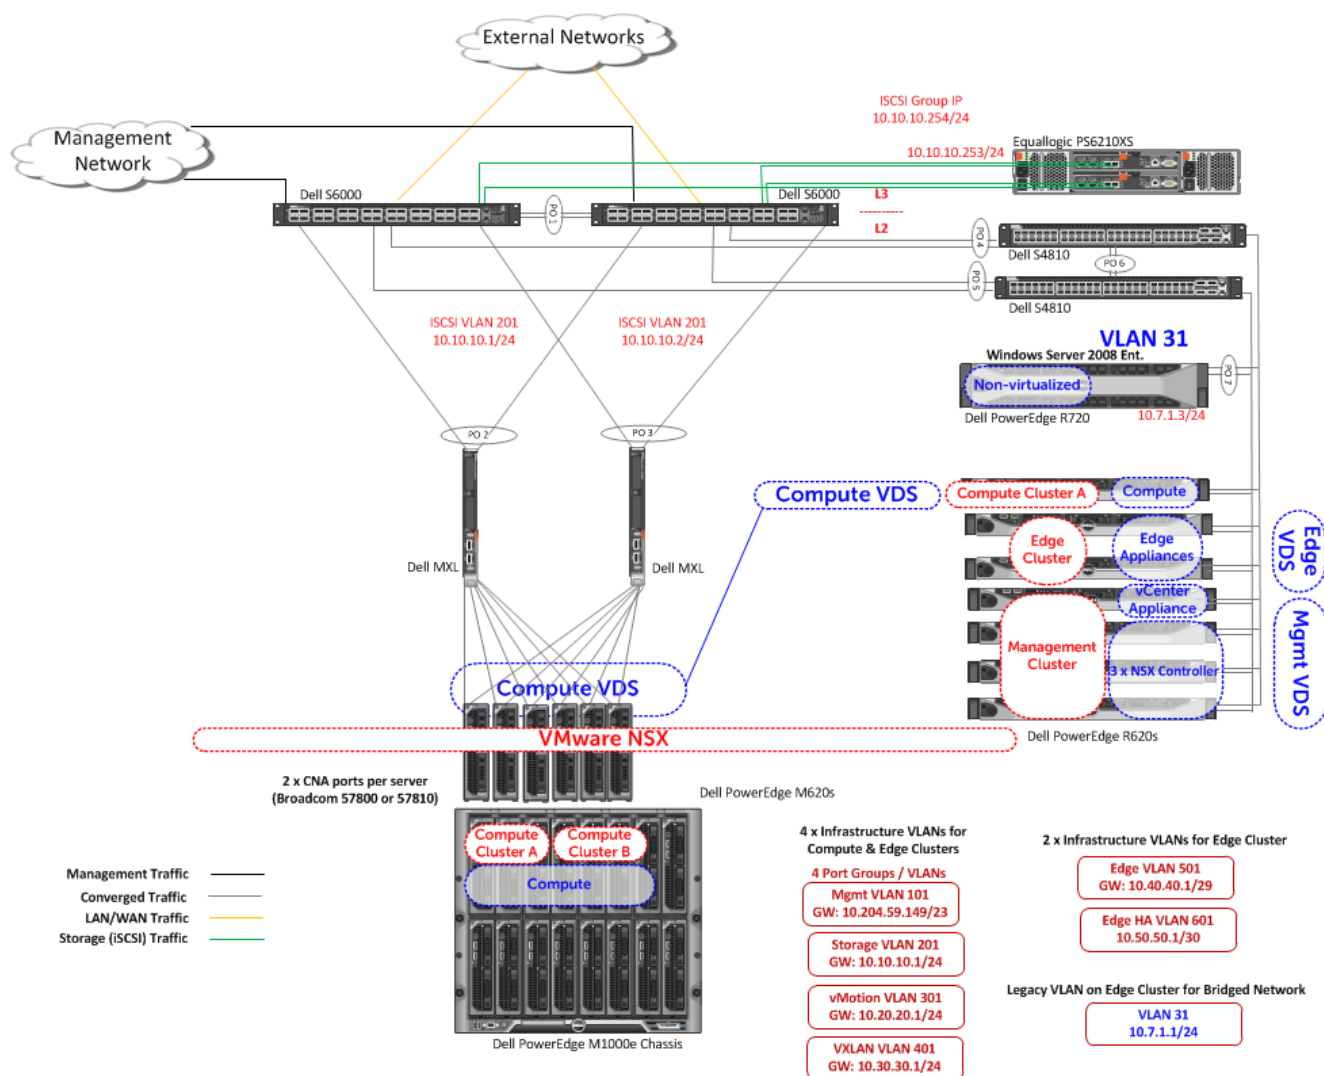 External Networks
Management
Network
ISCSI Group IP
10.10.10.254/24
Equallogic PS6210XS
10.10.10.253/24
Dell S6000
Dell S6000
L3
L2
PO 1
PO 4
Dell S4810
PO 6
PO 5
Dell S4810
ISCSI VLAN 201
10.10.10.1/24
ISCSI VLAN 201
10.10.10.2/24
VLAN 31
Windows Server 2008 Ent.
Non-virtualized
PO 7
10.7.1.3/24
Dell PowerEdge R720
PO 2
PO 3
Compute VDS
Compute Cluster A
Compute
Edge
Cluster
Edge
Appliances
Edge
VDS
Dell MXL
Dell MXL
vCenter
Appliance
Management
Cluster
3 x NSX Controller
Mgmt VDS
Compute VDS
VMware NSX
Dell PowerEdge R620s
2 x CNA ports per server
(Broadcom 57800 or 57810)
Dell PowerEdge M620s
Compute
Cluster A
Compute
Cluster B
Compute
Dell PowerEdge M1000e Chassis
Management Traffic
Converged Traffic
LAN/WAN Traffic
Storage (iSCSI) Traffic
4 x Infrastructure VLANs for
Compute & Edge Clusters
4 Port Groups / VLANs
Mgmt VLAN 101
GW: 10.204.59.149/23
Storage VLAN 201
GW: 10.10.10.1/24
vMotion VLAN 301
GW: 10.20.20.1/24
VXLAN VLAN 401
GW: 10.30.30.1/24
2 x Infrastructure VLANs for Edge Cluster
Edge VLAN 501
GW: 10.40.40.1/29
Edge HA VLAN 601
10.50.50.1/30
Legacy VLAN on Edge Cluster for Bridged Network
VLAN 31
10.7.1.1/24